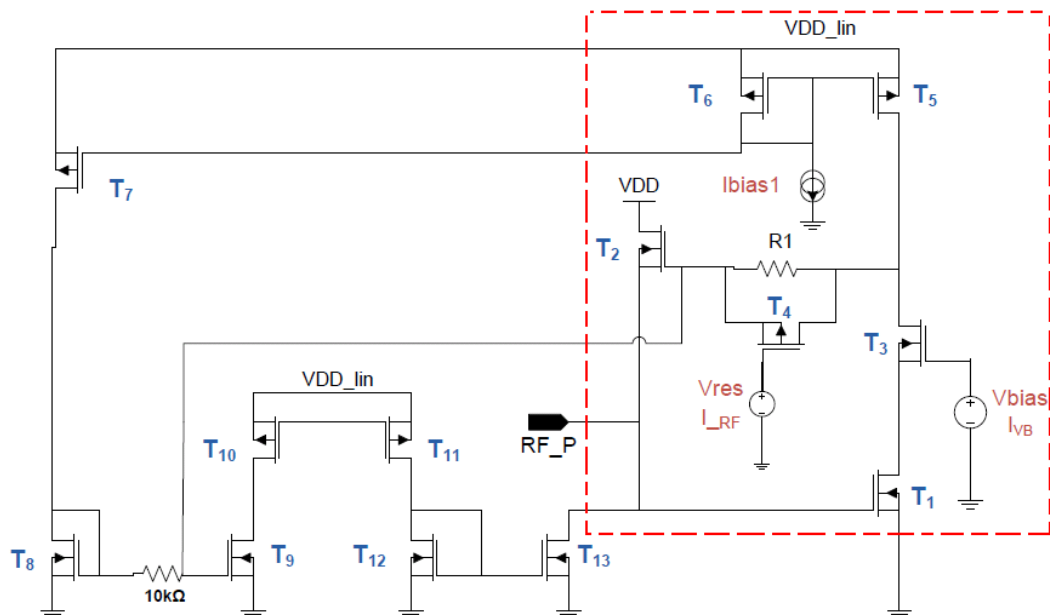 VDD_lin
T6
T5
T7
VDD
Ibias1
T2
R1
T4
T3
VDD_lin
Vres
I_RF
Vbias
IVB
T10
T11
RF_P
T1
T8
T9
T12
T13
10kΩ